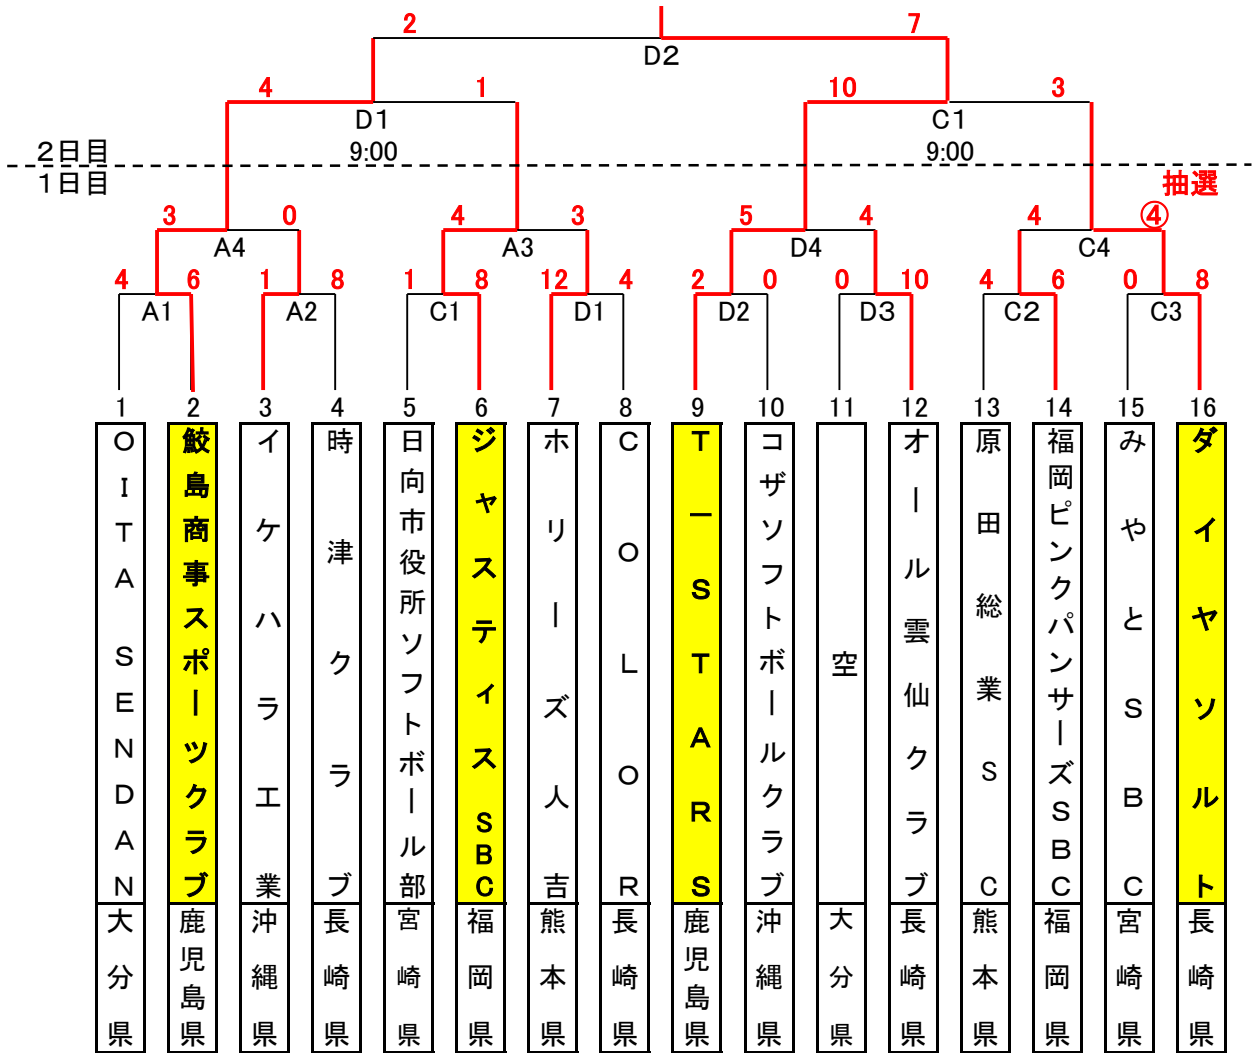 2 7
D2
4 1 10 3
D1 C1
2日目 9:00 9:00
1日目 抽選
3 0 4 3 5 4 4 ④
A4 A3 D4 C4
4 6 1 8 1 8 12 4 2 0 0 10 4 6 0 8
A1 A2 C1 D1 D2 D3 C2 C3
1 2 3 4 5 6 7 8 9 10 11 12 13 14 15 16
OITA SENDAN
大分県
鮫島商事スポーツクラブ
鹿児島県
イケハラ工業
沖縄県
時津クラブ
長崎県
日向市役所ソフトボール部
宮崎県
ジャスティス SBC
福岡県
ホリーズ人吉
熊本県
COLOR
長崎県
T-STARS
鹿児島県
コザソフトボールクラブ
沖縄県
空
大分県
オール雲仙クラブ
長崎県
原田総業SC
熊本県
福岡ピンクパンサーズSBC
福岡県
みやとSBC
宮崎県
ダイヤソルト
長崎県